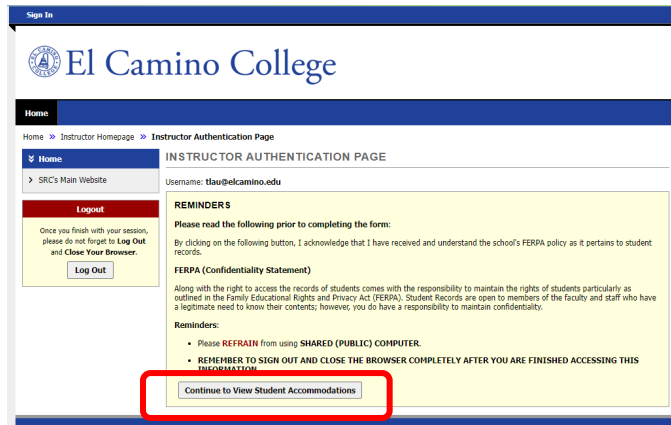 Sign In
EL CAMINO COLLEGE
El Camino College
Home
Home » Instructor Homepage » Instructor Authentication Page
Home
SRC's Main Website
Logout
Once you finish with your session,
please do not forget to Log Out
and Close Your Browser.
Log Out
INSTRUCTOR AUTHENTICATION PAGE
Username: tlau@elcamino.edu
REMINDERS
Please read the following prior to completing the form:
By clicking on the following button, I acknowledge that I have received and understand the school's FERPA policy as it pertains to student
records.
FERPA (Confidentiality Statement)
Along with the right to access the records of students comes with the responsibility to maintain the rights of students particularly as
outlined in the Family Educational Rights and Privacy Act (FERPA). Student Records are open to members of the faculty and staff who have
a legitimate need to know their contents; however, you do have a responsibility to maintain confidentiality.
Reminders:
• Please REFRAIN from using SHARED (PUBLIC) COMPUTER.
• REMEMBER TO SIGN OUT AND CLOSE THE BROWSER COMPLETELY AFTER YOU ARE FINISHED ACCESSING THIS
INFORMATION
Continue to View Student Accommodations